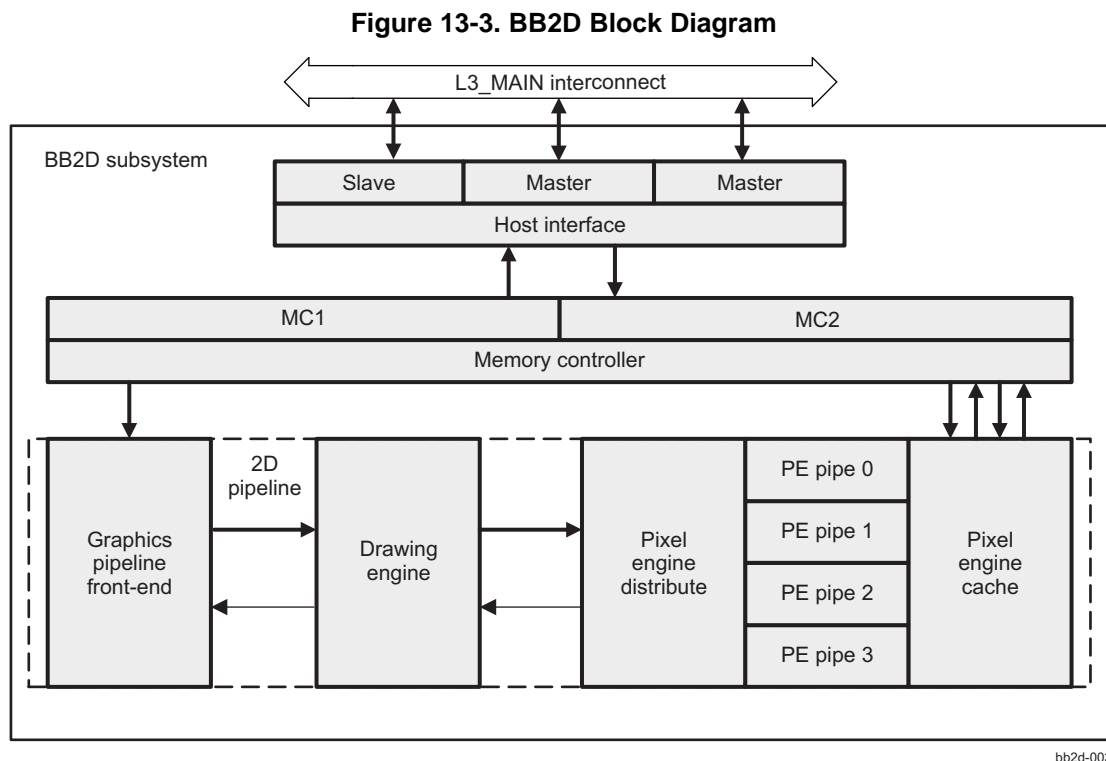 Figure 13-3. BB2D Block Diagram
L3_MAIN interconnect
BB2D subsystem
Slave
Master
Master
Host interface
MC1
MC2
Memory controller
2D
pipeline
Graphics
pipeline
front-end
Drawing
engine
Pixel
engine
distribute
PE pipe 0
PE pipe 1
PE pipe 2
PE pipe 3
Pixel
engine
cache